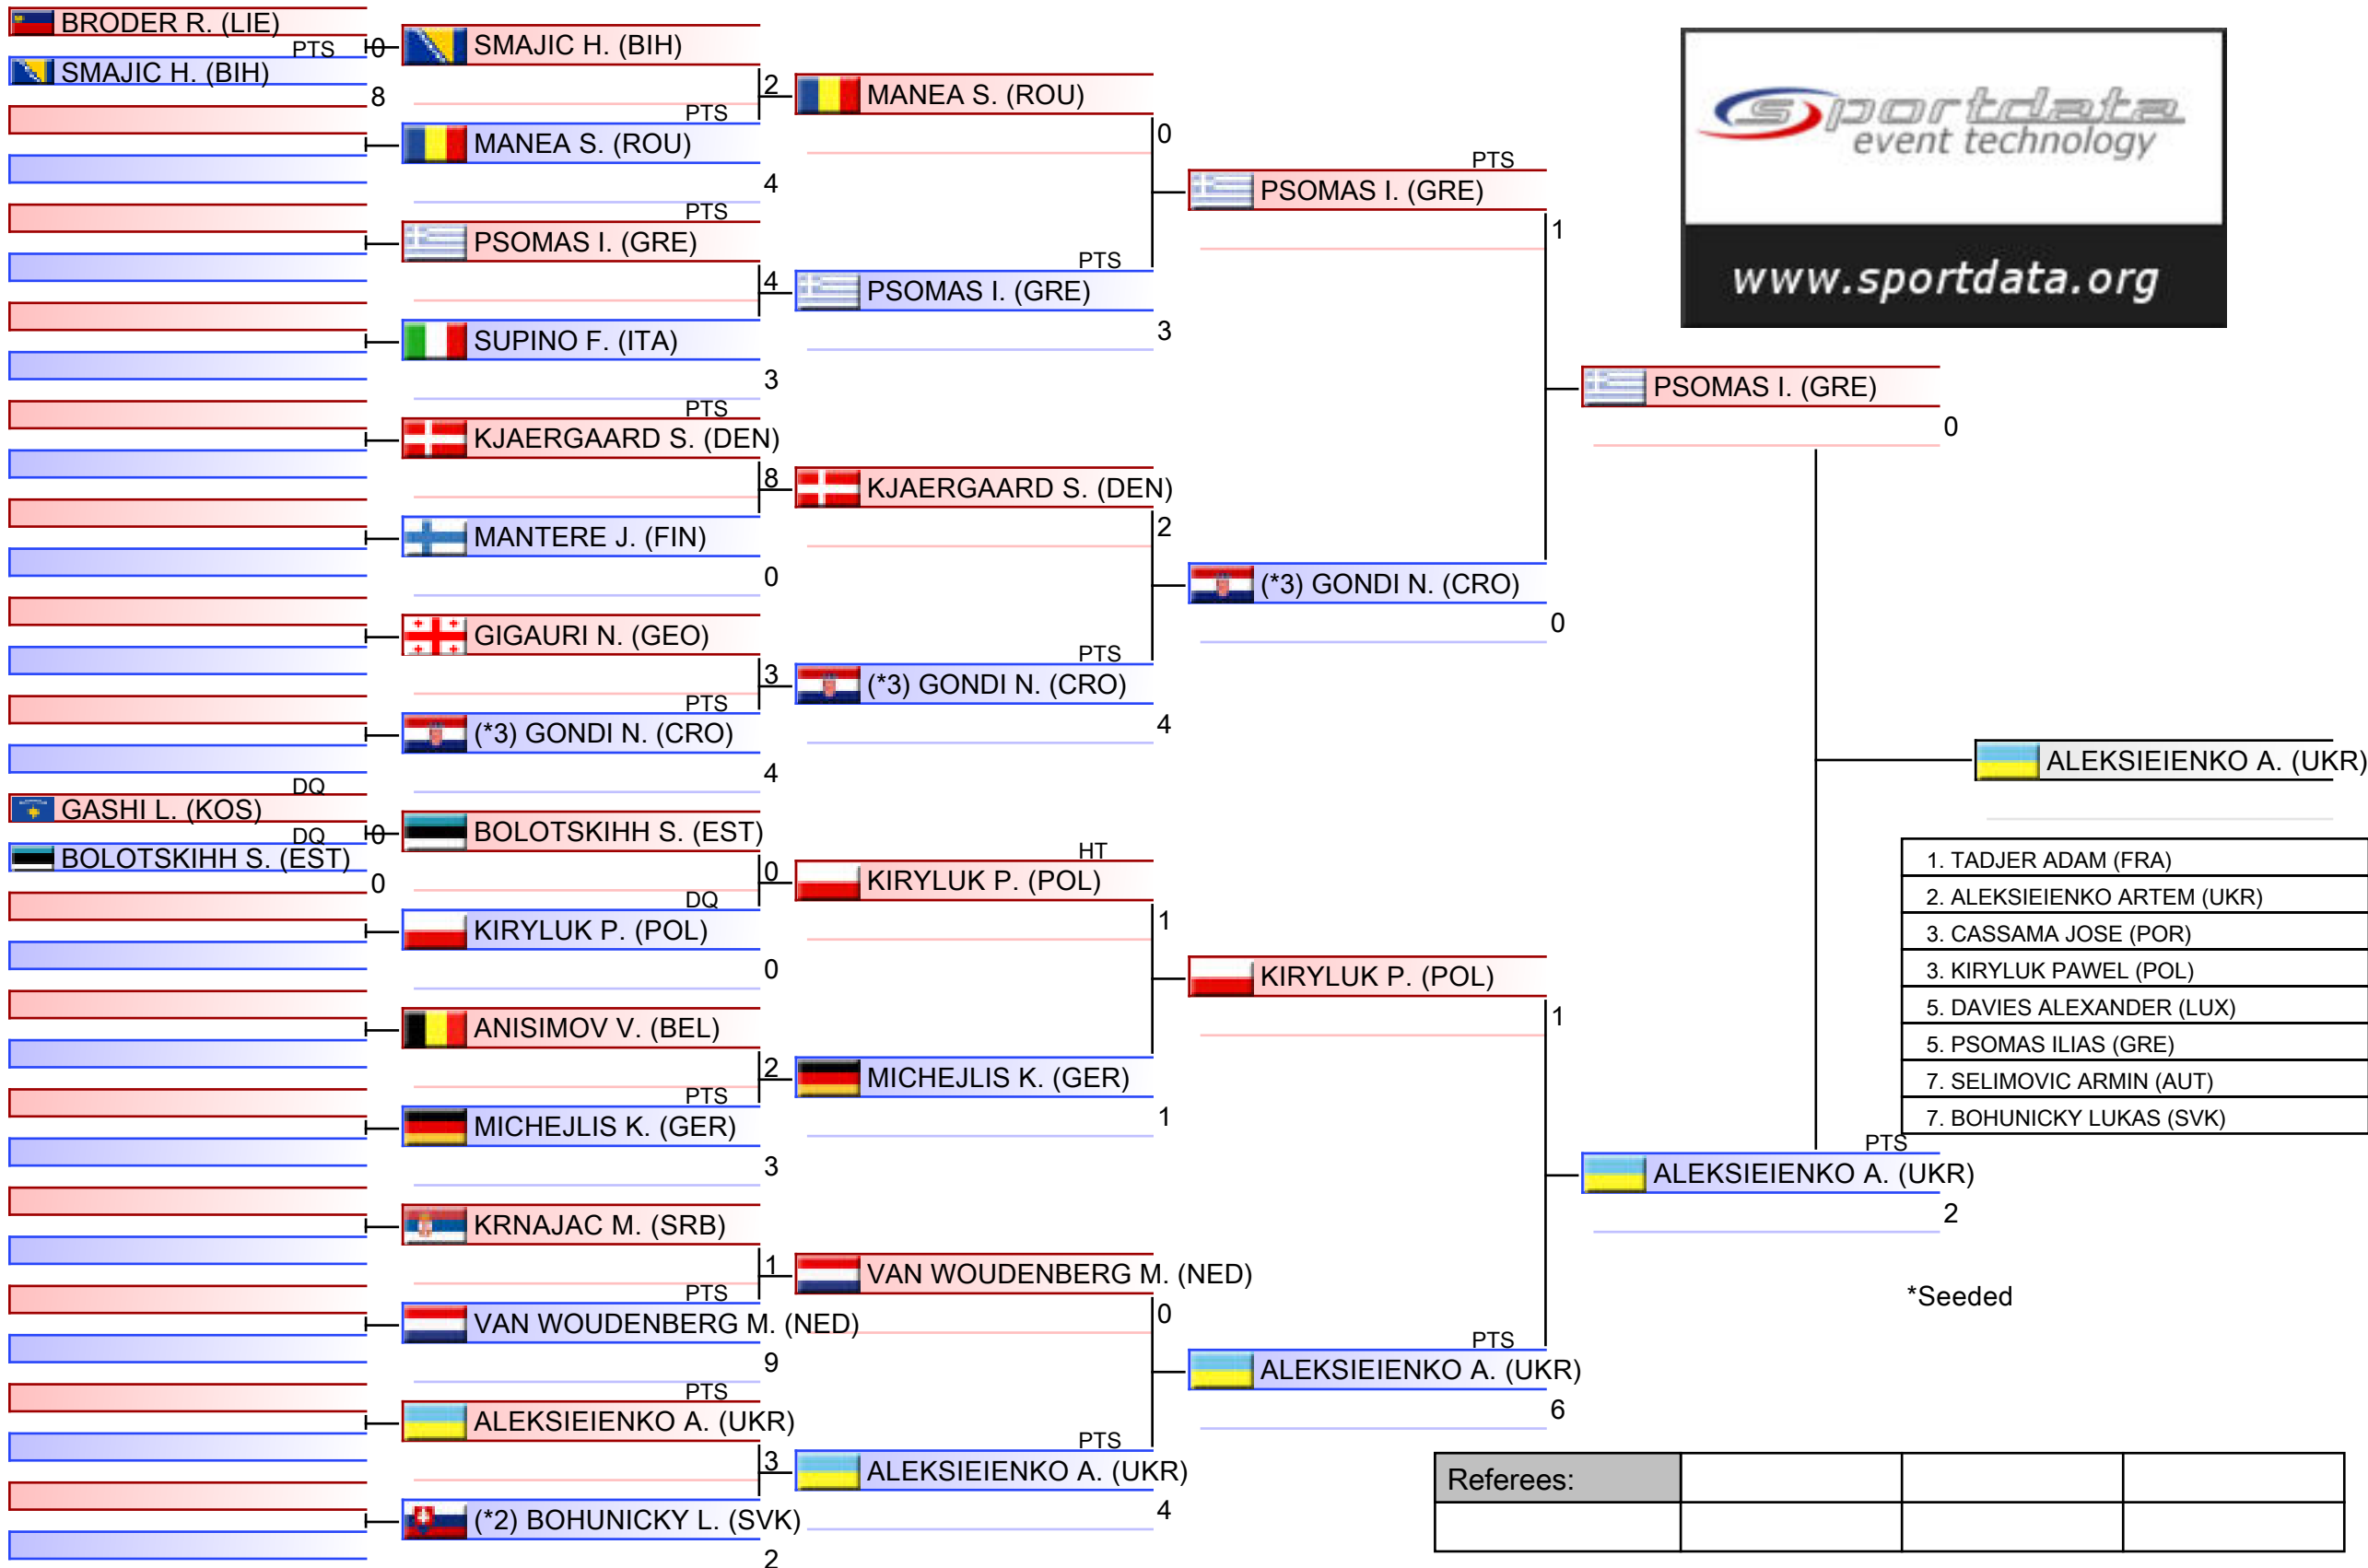 BRODER R. (LIE)
PTS
0
SMAJIC H. (BIH)
8
GASHI L. (KOS)
DQ
0
BOLOTSKIHH S. (EST)
DQ
0
SMAJIC H. (BIH)
2
MANEA S. (ROU)
PTS
4
PSOMAS I. (GRE)
PTS
4
SUPINO F. (ITA)
3
KJAERGAARD S. (DEN)
PTS
8
MANTERE J. (FIN)
0
GIGAURI N. (GEO)
3
(*3) GONDI N. (CRO)
PTS
4
BOLOTSKIHH S. (EST)
0
KIRYLUK P. (POL)
DQ
0
ANISIMOV V. (BEL)
2
MICHEJLIS K. (GER)
PTS
3
KRNAJAC M. (SRB)
1
VAN WOUDENBERG M. (NED)
PTS
9
ALEKSIEIENKO A. (UKR)
PTS
3
(*2) BOHUNICKY L. (SVK)
2
MANEA S. (ROU)
0
PSOMAS I. (GRE)
PTS
3
KJAERGAARD S. (DEN)
2
(*3) GONDI N. (CRO)
PTS
4
KIRYLUK P. (POL)
HT
1
MICHEJLIS K. (GER)
1
VAN WOUDENBERG M. (NED)
0
ALEKSIEIENKO A. (UKR)
PTS
4
PSOMAS I. (GRE)
PTS
1
(*3) GONDI N. (CRO)
0
KIRYLUK P. (POL)
1
ALEKSIEIENKO A. (UKR)
PTS
6
PSOMAS I. (GRE)
0
ALEKSIEIENKO A. (UKR)
PTS
2
ALEKSIEIENKO A. (UKR)
sportdata
event technology
www.sportdata.org
1. TADJER ADAM (FRA)
2. ALEKSIEIENKO ARTEM (UKR)
3. CASSAMA JOSE (POR)
3. KIRYLUK PAWEL (POL)
5. DAVIES ALEXANDER (LUX)
5. PSOMAS ILIAS (GRE)
7. SELIMOVIC ARMIN (AUT)
7. BOHUNICKY LUKAS (SVK)
*Seeded
Referees: